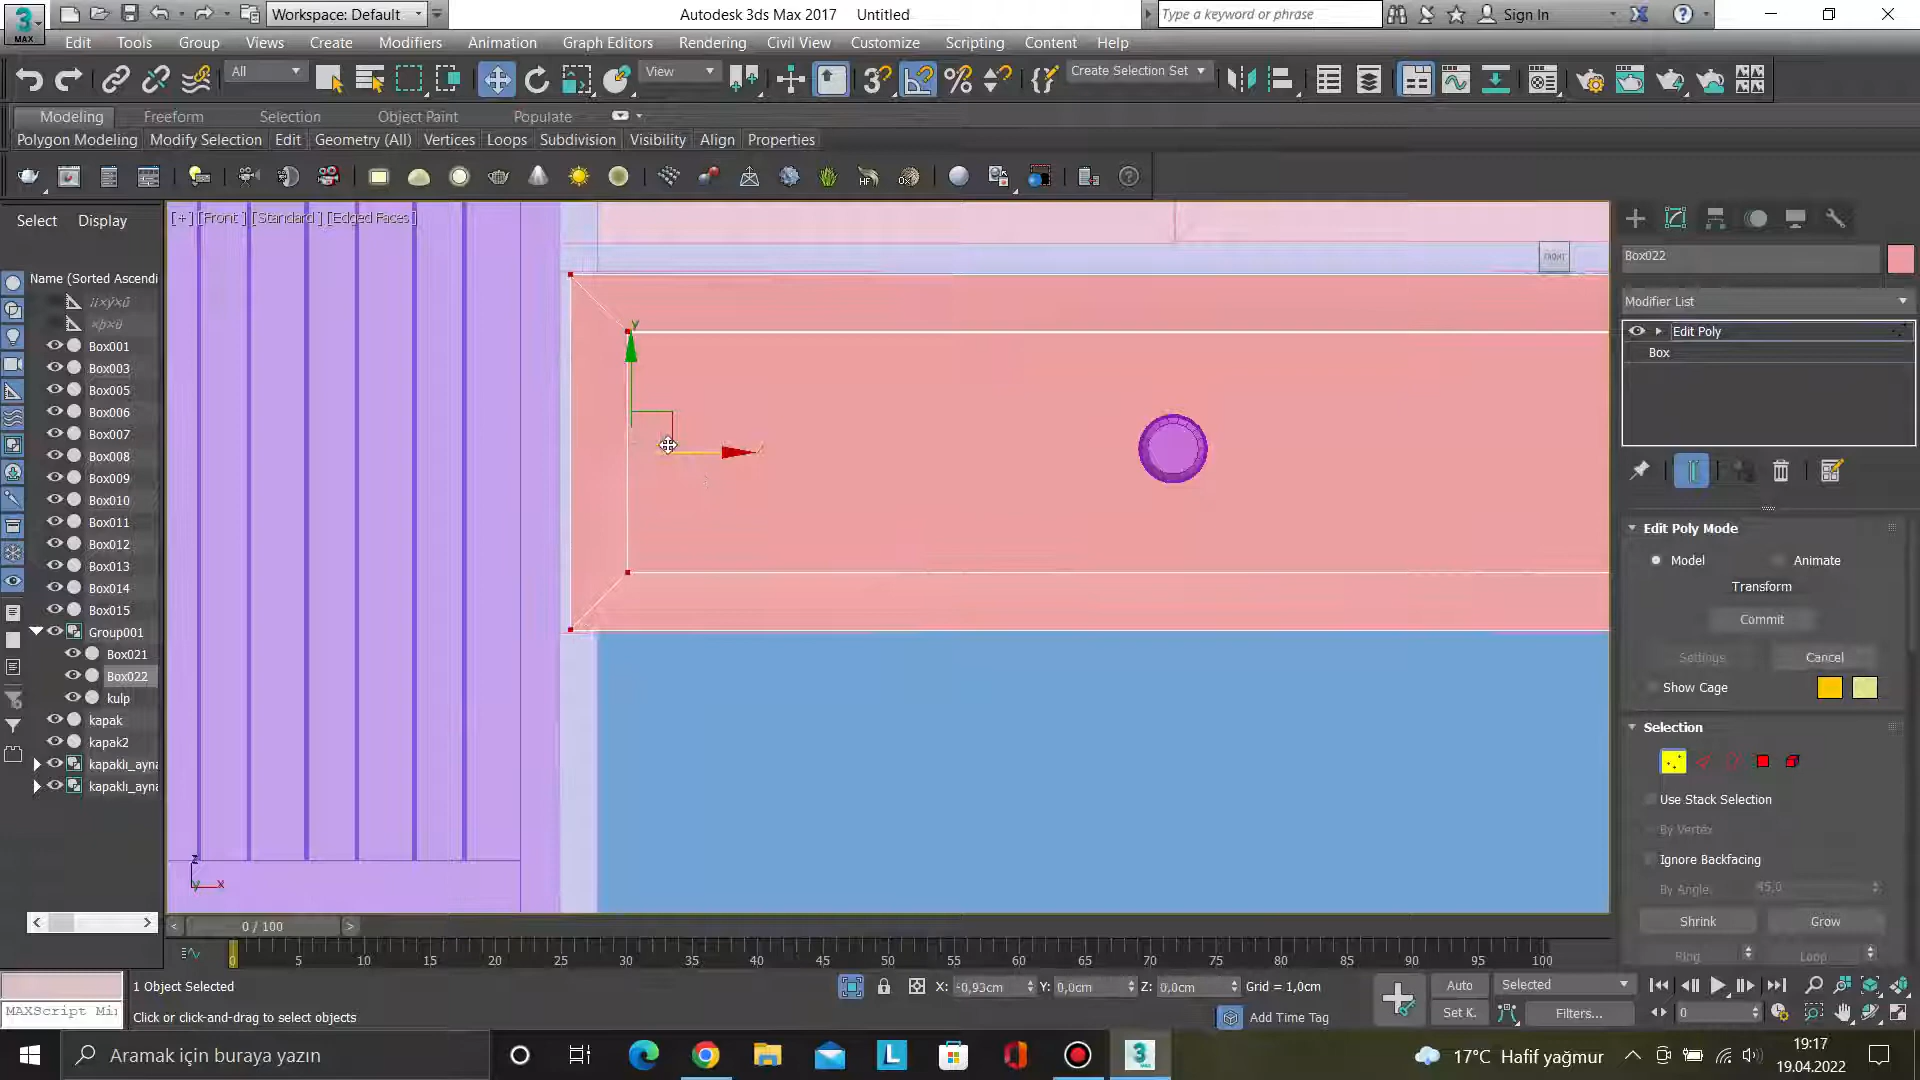 Workspace: Default
Autodesk 3ds Max 2017 Untitled
Type a keyword or phrase
Sign In
MAX
Edit Tools Group Views Create Modifiers Animation Graph Editors Rendering Civil View Customize Scripting Content Help
All
View
Create Selection Set
Modeling Freeform Selection Object Paint Populate
Polygon Modeling Modify Selection Edit Geometry (All) Vertices Loops Subdivision Visibility Align Properties
Select Display
[+] [Front ] [Standard ] [Edged Faces ]
FRONT
Name (Sorted Ascendi
Box001
Box003
Box005
Box006
Box007
Box008
Box009
Box010
Box011
Box012
Box013
Box014
Box015
Group001
Box021
Box022
kulp
kapak
kapak2
kapaklı_ayna
kapaklı_ayna
y
z
y x
Box022
Modifier List
Edit Poly
Box
Edit Poly Mode
Model Animate
Transform
Commit
Settings Cancel
Show Cage
Selection
Use Stack Selection
By Vertex
Ignore Backfacing
By Angle: 45,0
Shrink Grow
Ring Loop
< 0 / 100 >
0 5 10 15 20 25 30 35 40 45 50 55 60 65 70 75 80 85 90 95 100
1 Object Selected
X: -0,93cm Y: 0,0cm Z: 0,0cm Grid = 1,0cm
Auto Selected
MAXScript Mi
Click or click-and-drag to select objects
Add Time Tag
Set K. Filters...
0
Aramak için buraya yazın
17°C Hafif yağmur
19:17
19.04.2022